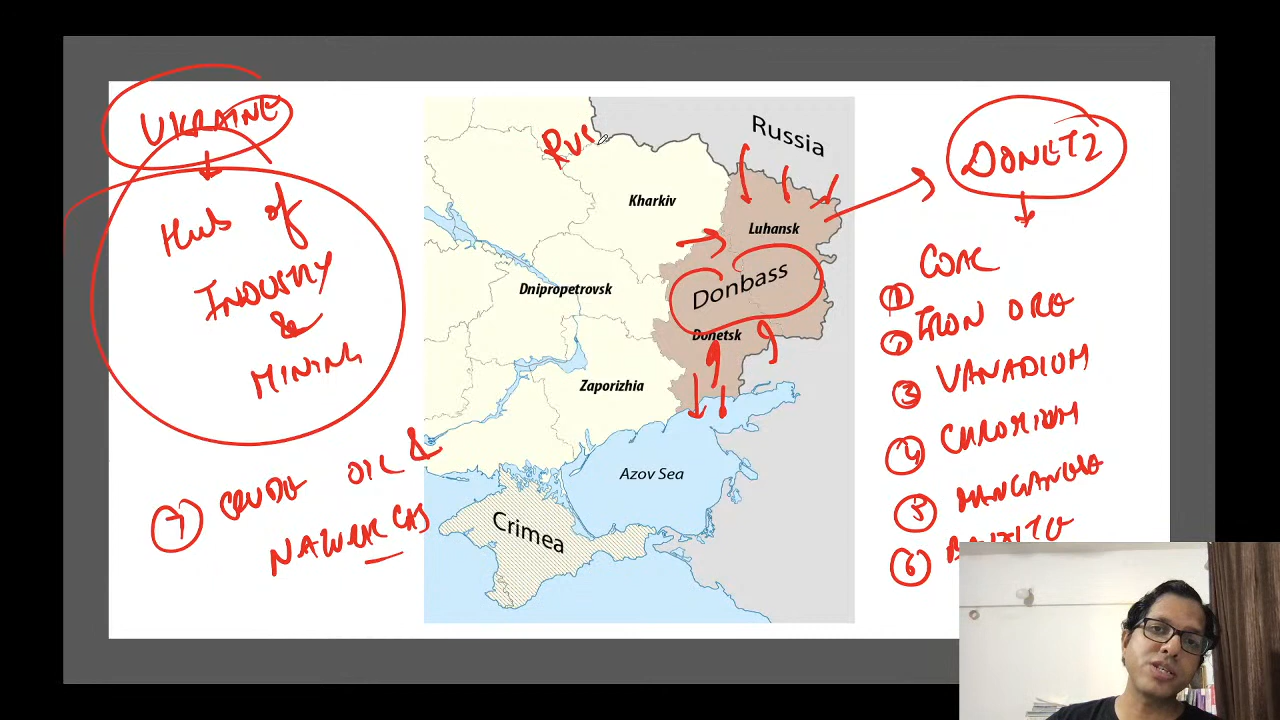 UKRAINE
Hub of
INDUSTRY
&
MINING
7 CRUDE OIL &
NATURAL GAS
RUS
Russia
Kharkiv
Luhansk
Donbass
Dnipropetrovsk
Donetsk
Zaporizhia
Azov Sea
Crimea
DONETZ
COAL
1
2 IRON ORE
3 VANADIUM
4 CHROMIUM
5 MANGANESE
6 BAUXITE